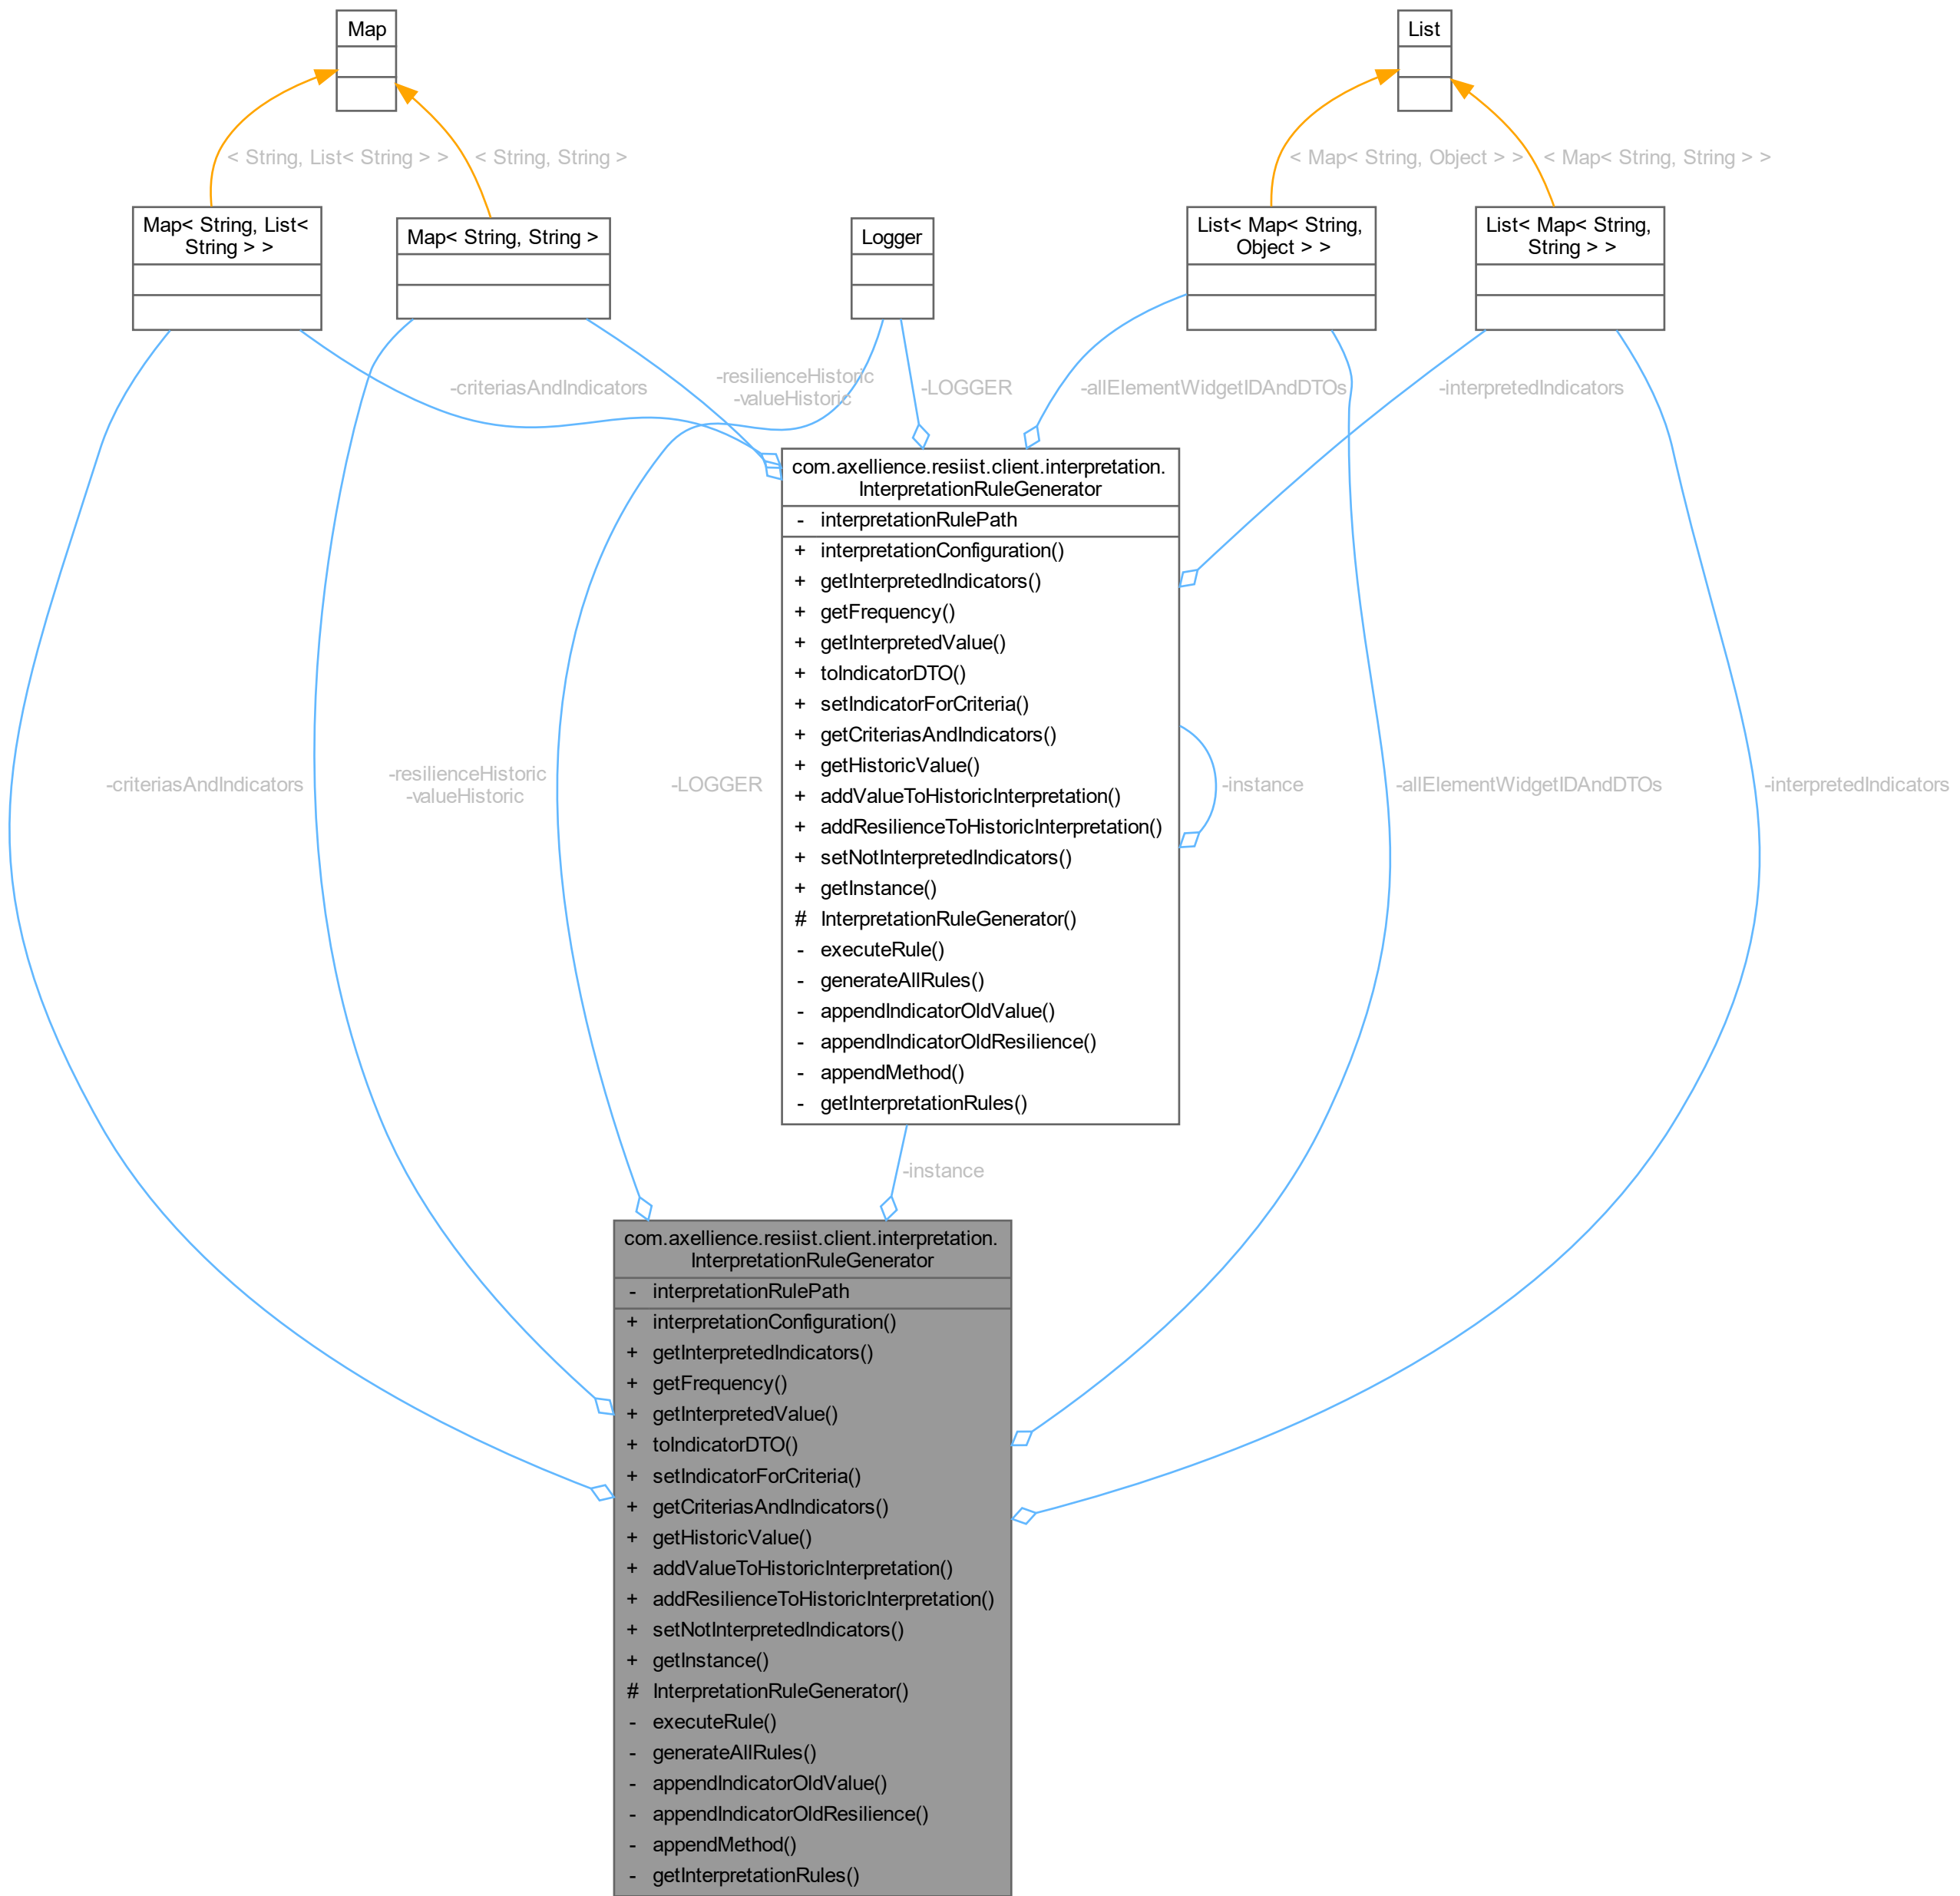 Map
List
< String, List< String > >
< String, String >
< Map< String, Object > >
< Map< String, String > >
Map< String, List<
String > >
Map< String, String >
Logger
List< Map< String,
Object > >
List< Map< String,
String > >
-criteriasAndIndicators
-resilienceHistoric
-valueHistoric
-LOGGER
-allElementWidgetIDAndDTOs
-interpretedIndicators
com.axellience.resiist.client.interpretation.
InterpretationRuleGenerator
- interpretationRulePath
+ interpretationConfiguration()
+ getInterpretedIndicators()
+ getFrequency()
+ getInterpretedValue()
+ toIndicatorDTO()
+ setIndicatorForCriteria()
+ getCriteriasAndIndicators()
+ getHistoricValue()
+ addValueToHistoricInterpretation()
+ addResilienceToHistoricInterpretation()
+ setNotInterpretedIndicators()
+ getInstance()
# InterpretationRuleGenerator()
- executeRule()
- generateAllRules()
- appendIndicatorOldValue()
- appendIndicatorOldResilience()
- appendMethod()
- getInterpretationRules()
-criteriasAndIndicators
-resilienceHistoric
-valueHistoric
-LOGGER
-instance
-allElementWidgetIDAndDTOs
-interpretedIndicators
-instance
com.axellience.resiist.client.interpretation.
InterpretationRuleGenerator
- interpretationRulePath
+ interpretationConfiguration()
+ getInterpretedIndicators()
+ getFrequency()
+ getInterpretedValue()
+ toIndicatorDTO()
+ setIndicatorForCriteria()
+ getCriteriasAndIndicators()
+ getHistoricValue()
+ addValueToHistoricInterpretation()
+ addResilienceToHistoricInterpretation()
+ setNotInterpretedIndicators()
+ getInstance()
# InterpretationRuleGenerator()
- executeRule()
- generateAllRules()
- appendIndicatorOldValue()
- appendIndicatorOldResilience()
- appendMethod()
- getInterpretationRules()